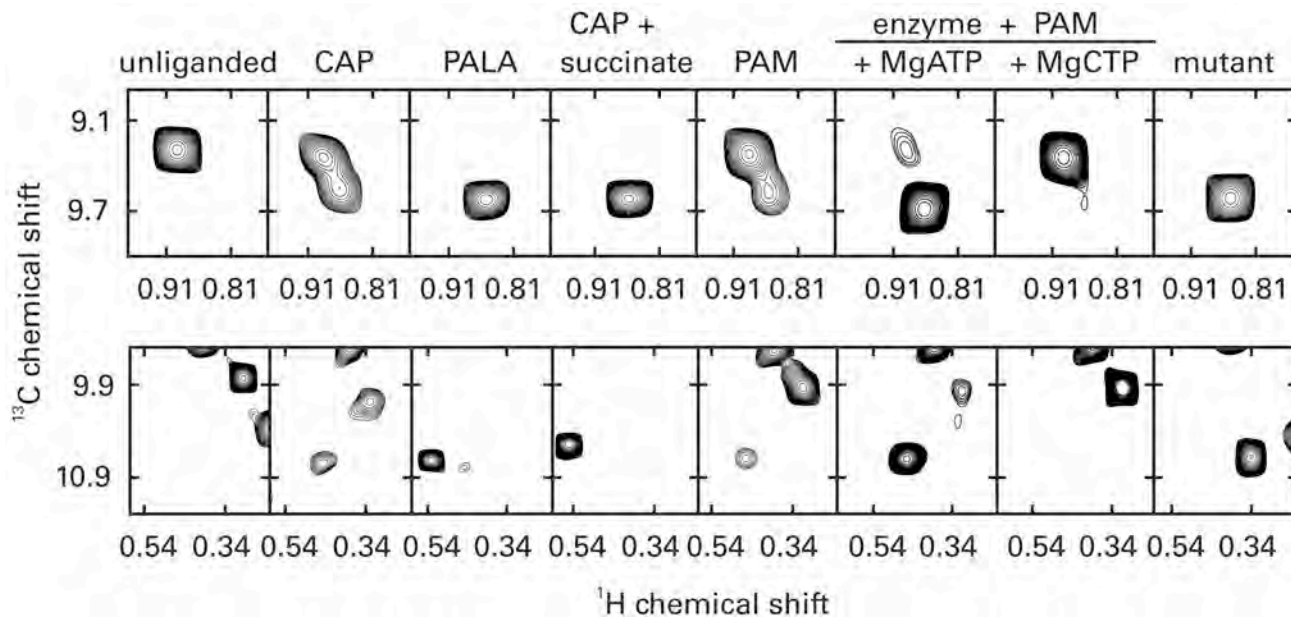 CAP +
enzyme + PAM
unliganded CAP PALA succinate PAM + MgATP + MgCTP mutant
9.1
9.7
0.91 0.81 0.91 0.81 0.91 0.81 0.91 0.81 0.91 0.81 0.91 0.81 0.91 0.81 0.91 0.81
¹³C chemical shift
9.9
10.9
0.54 0.34 0.54 0.34 0.54 0.34 0.54 0.34 0.54 0.34 0.54 0.34 0.54 0.34 0.54 0.34
¹H chemical shift